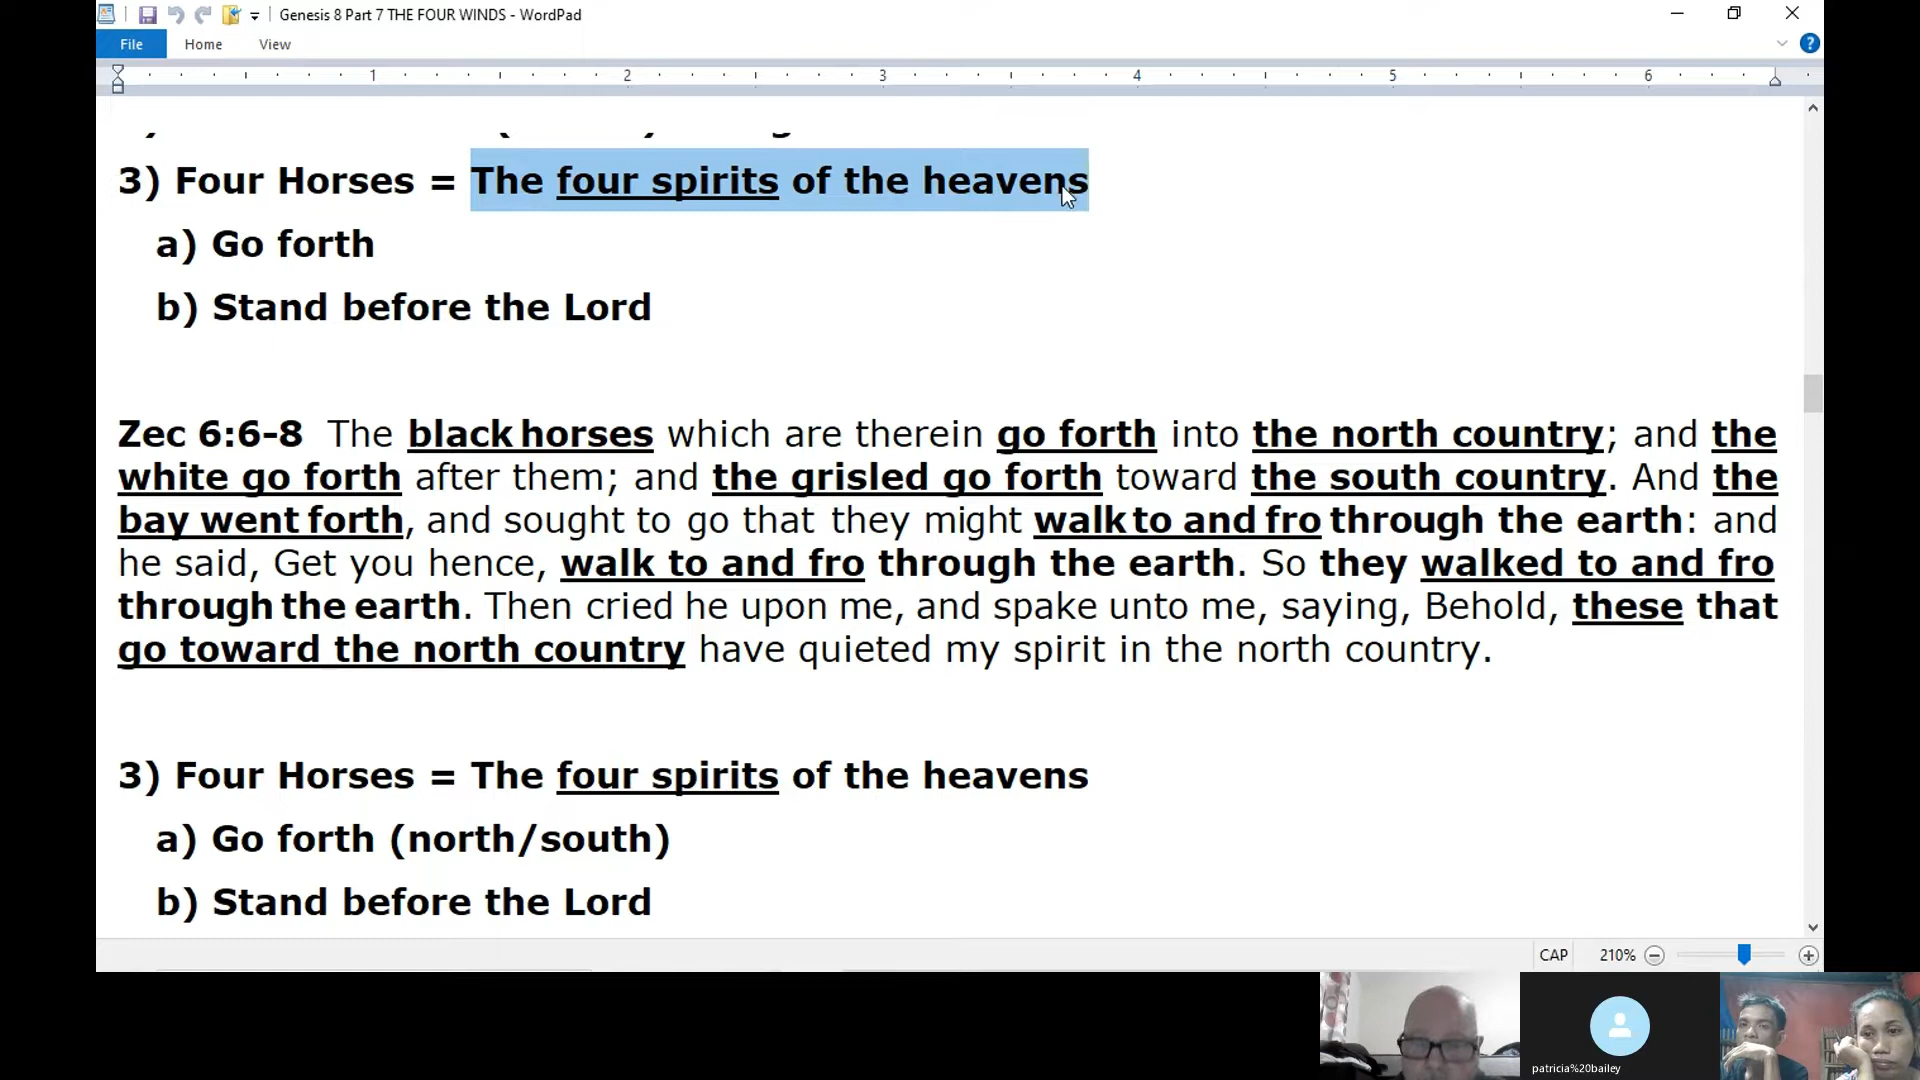 Genesis 8 Part 7 THE FOUR WINDS - WordPad
File Home View
1 2 3 4 5 6
3) Four Horses = The four spirits of the heavens
a) Go forth
b) Stand before the Lord
Zec 6:6-8 The black horses which are therein go forth into the north country; and the
white go forth after them; and the grisled go forth toward the south country. And the
bay went forth, and sought to go that they might walk to and fro through the earth: and
he said, Get you hence, walk to and fro through the earth. So they walked to and fro
through the earth. Then cried he upon me, and spake unto me, saying, Behold, these that
go toward the north country have quieted my spirit in the north country.
3) Four Horses = The four spirits of the heavens
a) Go forth (north/south)
b) Stand before the Lord
CAP 210%
patricia%20bailey